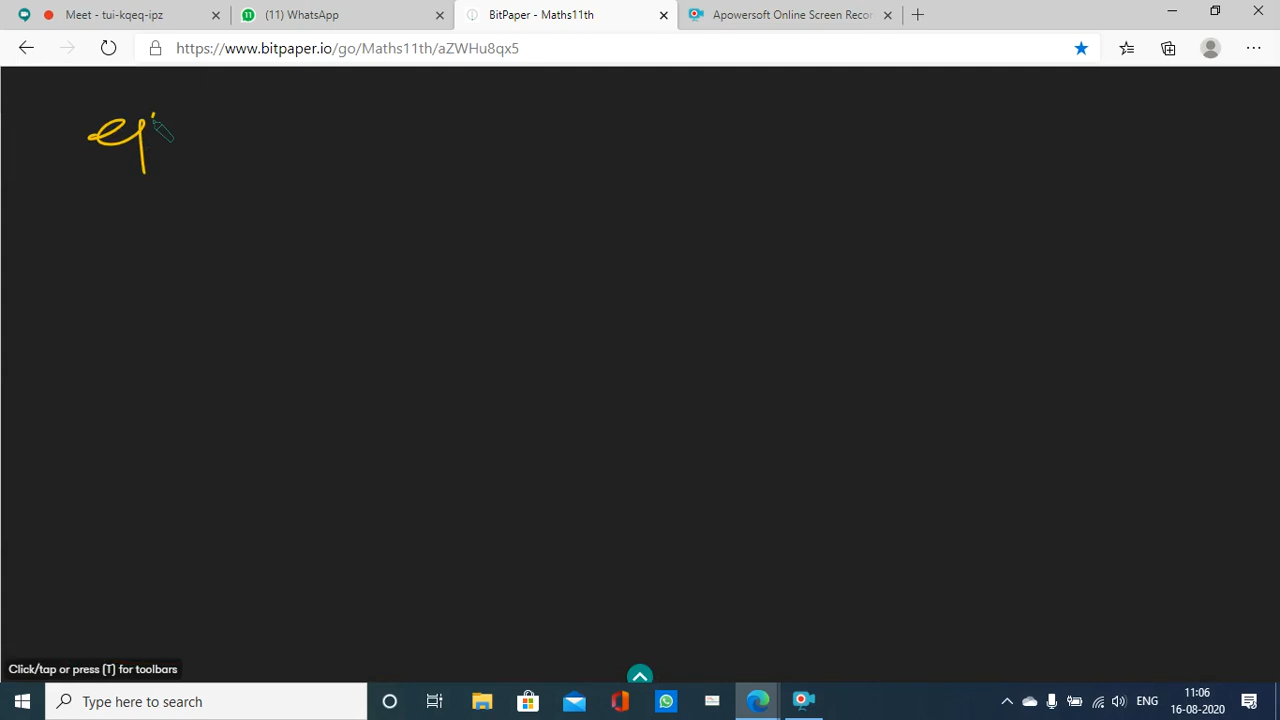 Meet - tui-kqeq-ipz
(11) WhatsApp
BitPaper - Maths11th
Apowersoft Online Screen Recor
https://www.bitpaper.io/go/Maths11th/aZWHu8qx5
Click/tap or press (T) for toolbars
Type here to search
ENG
11:06
16-08-2020